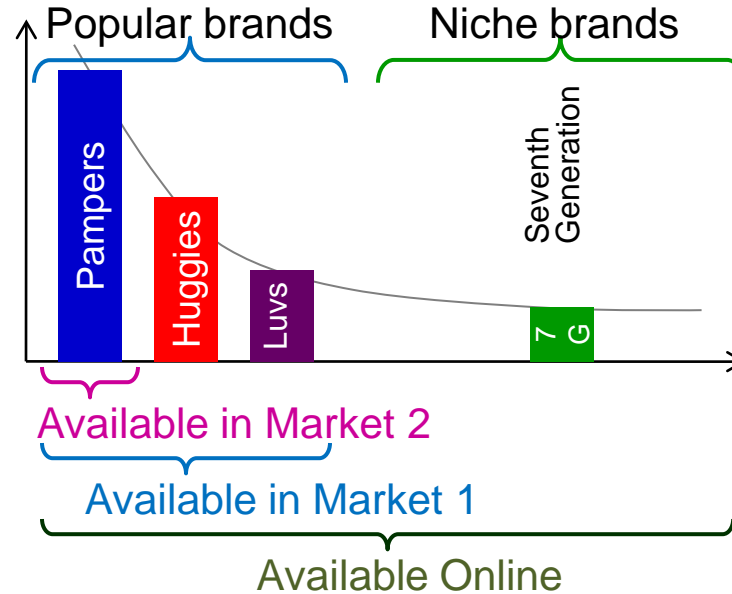 Popular brands
Niche brands
Pampers
Huggies
Luvs
Seventh
Generation
7
G
Available in Market 2
Available in Market 1
Available Online